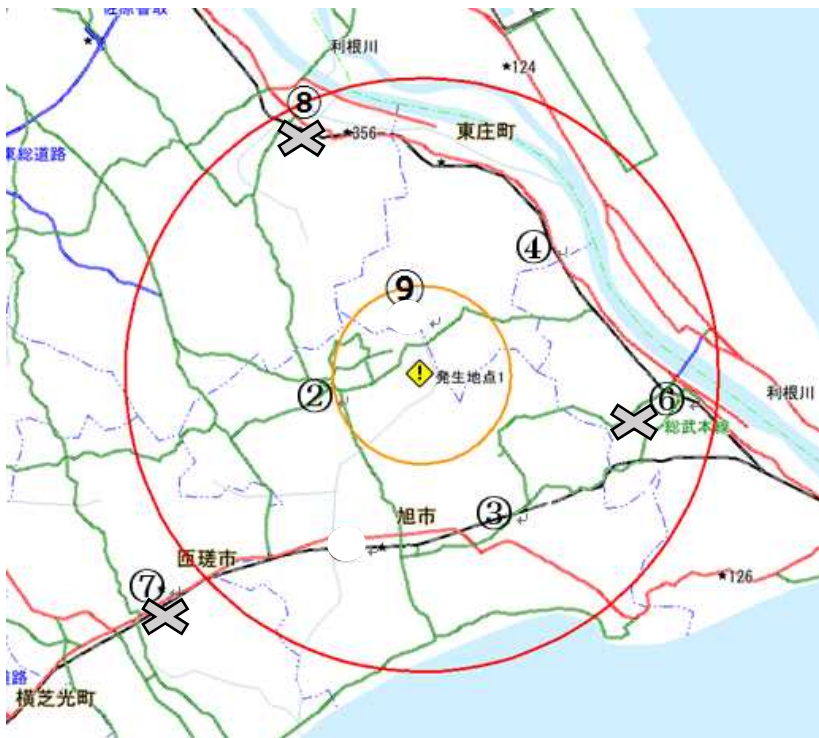 利根川
★124
⑧
★356
東庄町
東総道路
④
⑨
発生地点1
②
⑥
利根川
総武本線
③
旭市
匝瑳市
⑦
★126
横芝光町
道路